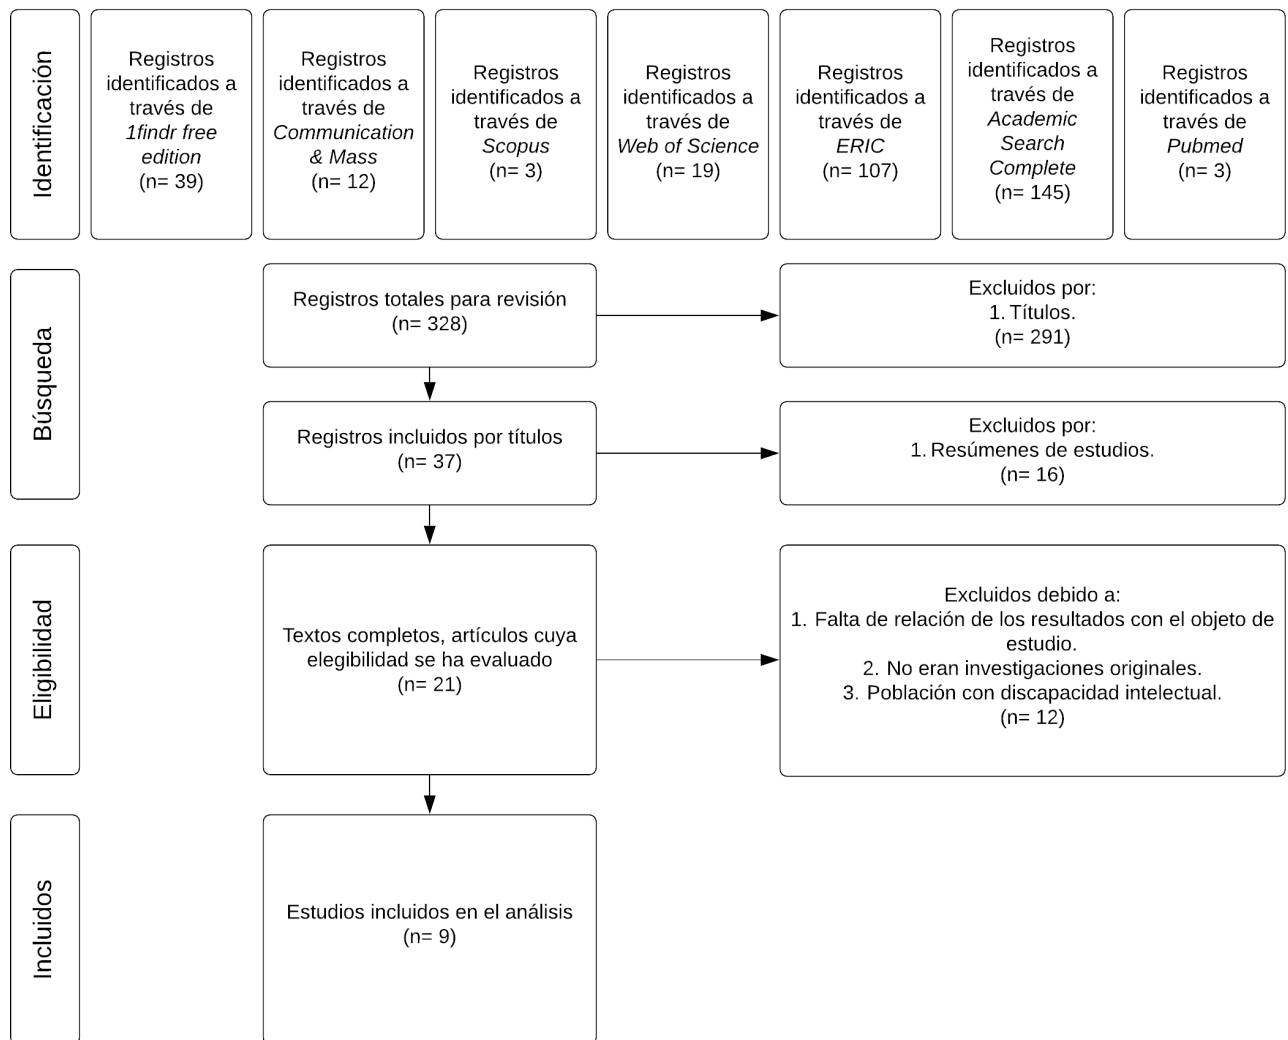 Identificación
Registros
identificados a
través de
1findr free
edition
(n= 39)
Registros
identificados a
través de
Communication
& Mass
(n= 12)
Registros
identificados a
través de
Scopus
(n= 3)
Registros
identificados a
través de
Web of Science
(n= 19)
Registros
identificados a
través de
ERIC
(n= 107)
Registros
identificados a
través de
Academic
Search
Complete
(n= 145)
Registros
identificados a
través de
Pubmed
(n= 3)
Búsqueda
Registros totales para revisión
(n= 328)
Excluidos por:
1. Títulos.
(n= 291)
Registros incluidos por títulos
(n= 37)
Excluidos por:
1. Resúmenes de estudios.
(n= 16)
Eligibilidad
Textos completos, artículos cuya
elegibilidad se ha evaluado
(n= 21)
Excluidos debido a:
1. Falta de relación de los resultados con el objeto de
estudio.
2. No eran investigaciones originales.
3. Población con discapacidad intelectual.
(n= 12)
Incluidos
Estudios incluidos en el análisis
(n= 9)